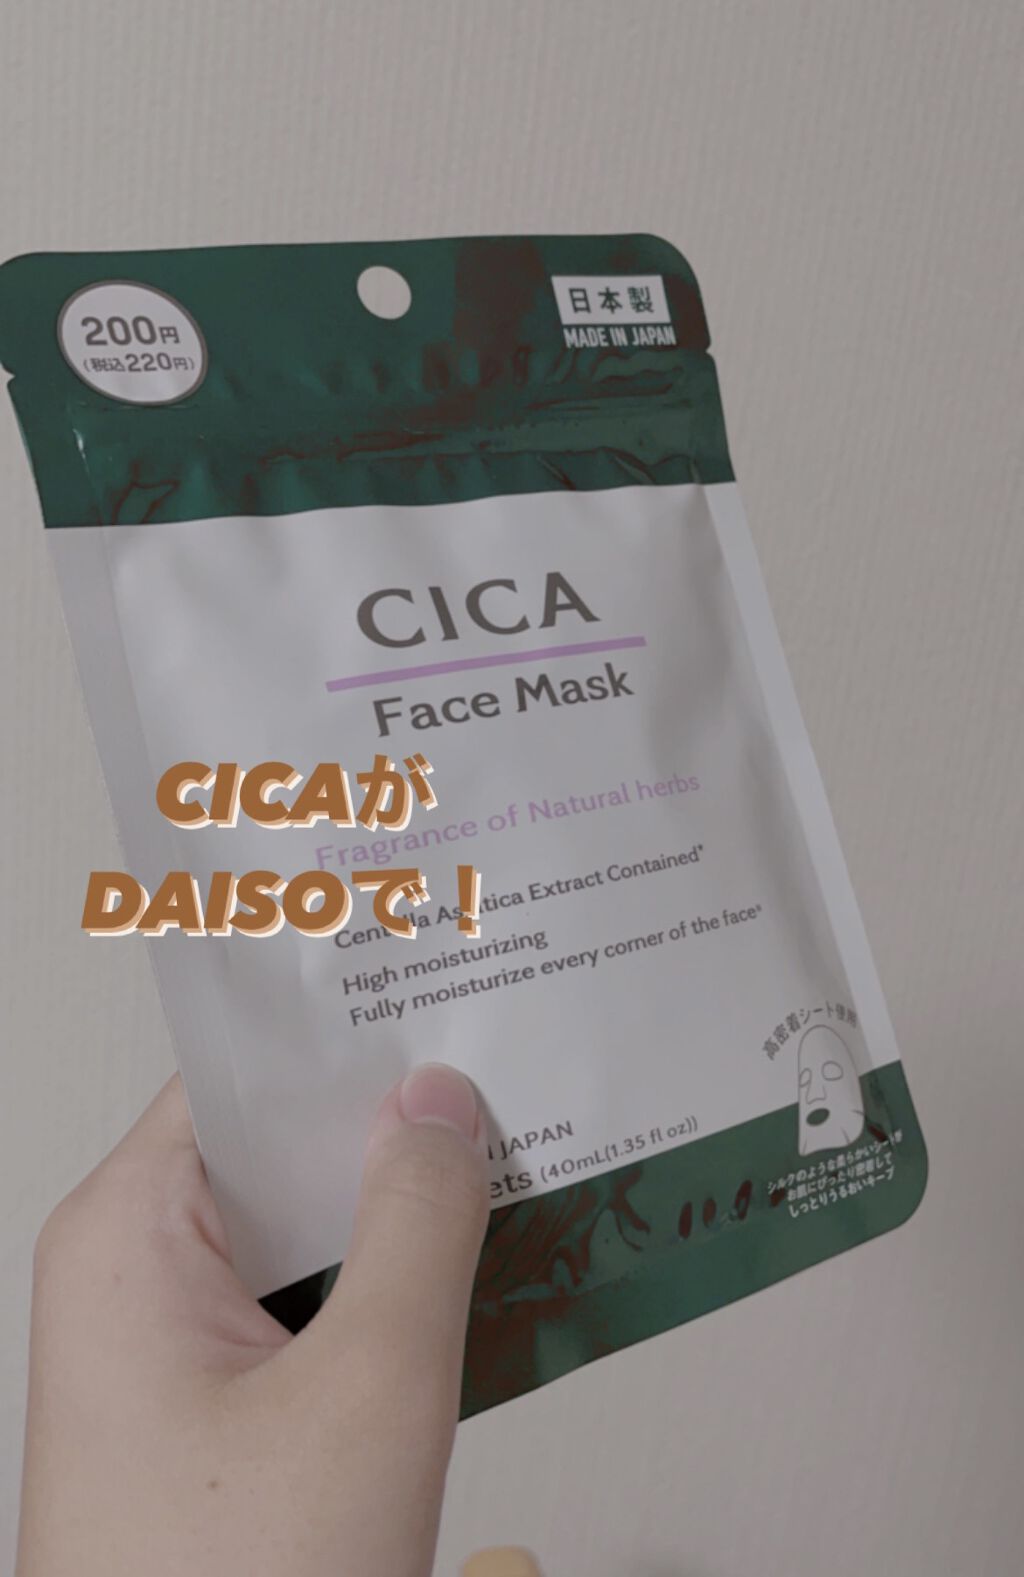 200円
(税込220円)
日本製
MADE IN JAPAN
CICA
Face Mask
Fragrance of Natural herbs
CICAが
DAISOで！
Extract Contained*
High moisturizing
Fully moisturize every corner of the face*
JAPAN
(40mL(1.35 fl oz))
高密着シート使用
シルクのような柔らかいシートが
お肌にぴったり密着して
しっとりうるおいキープ